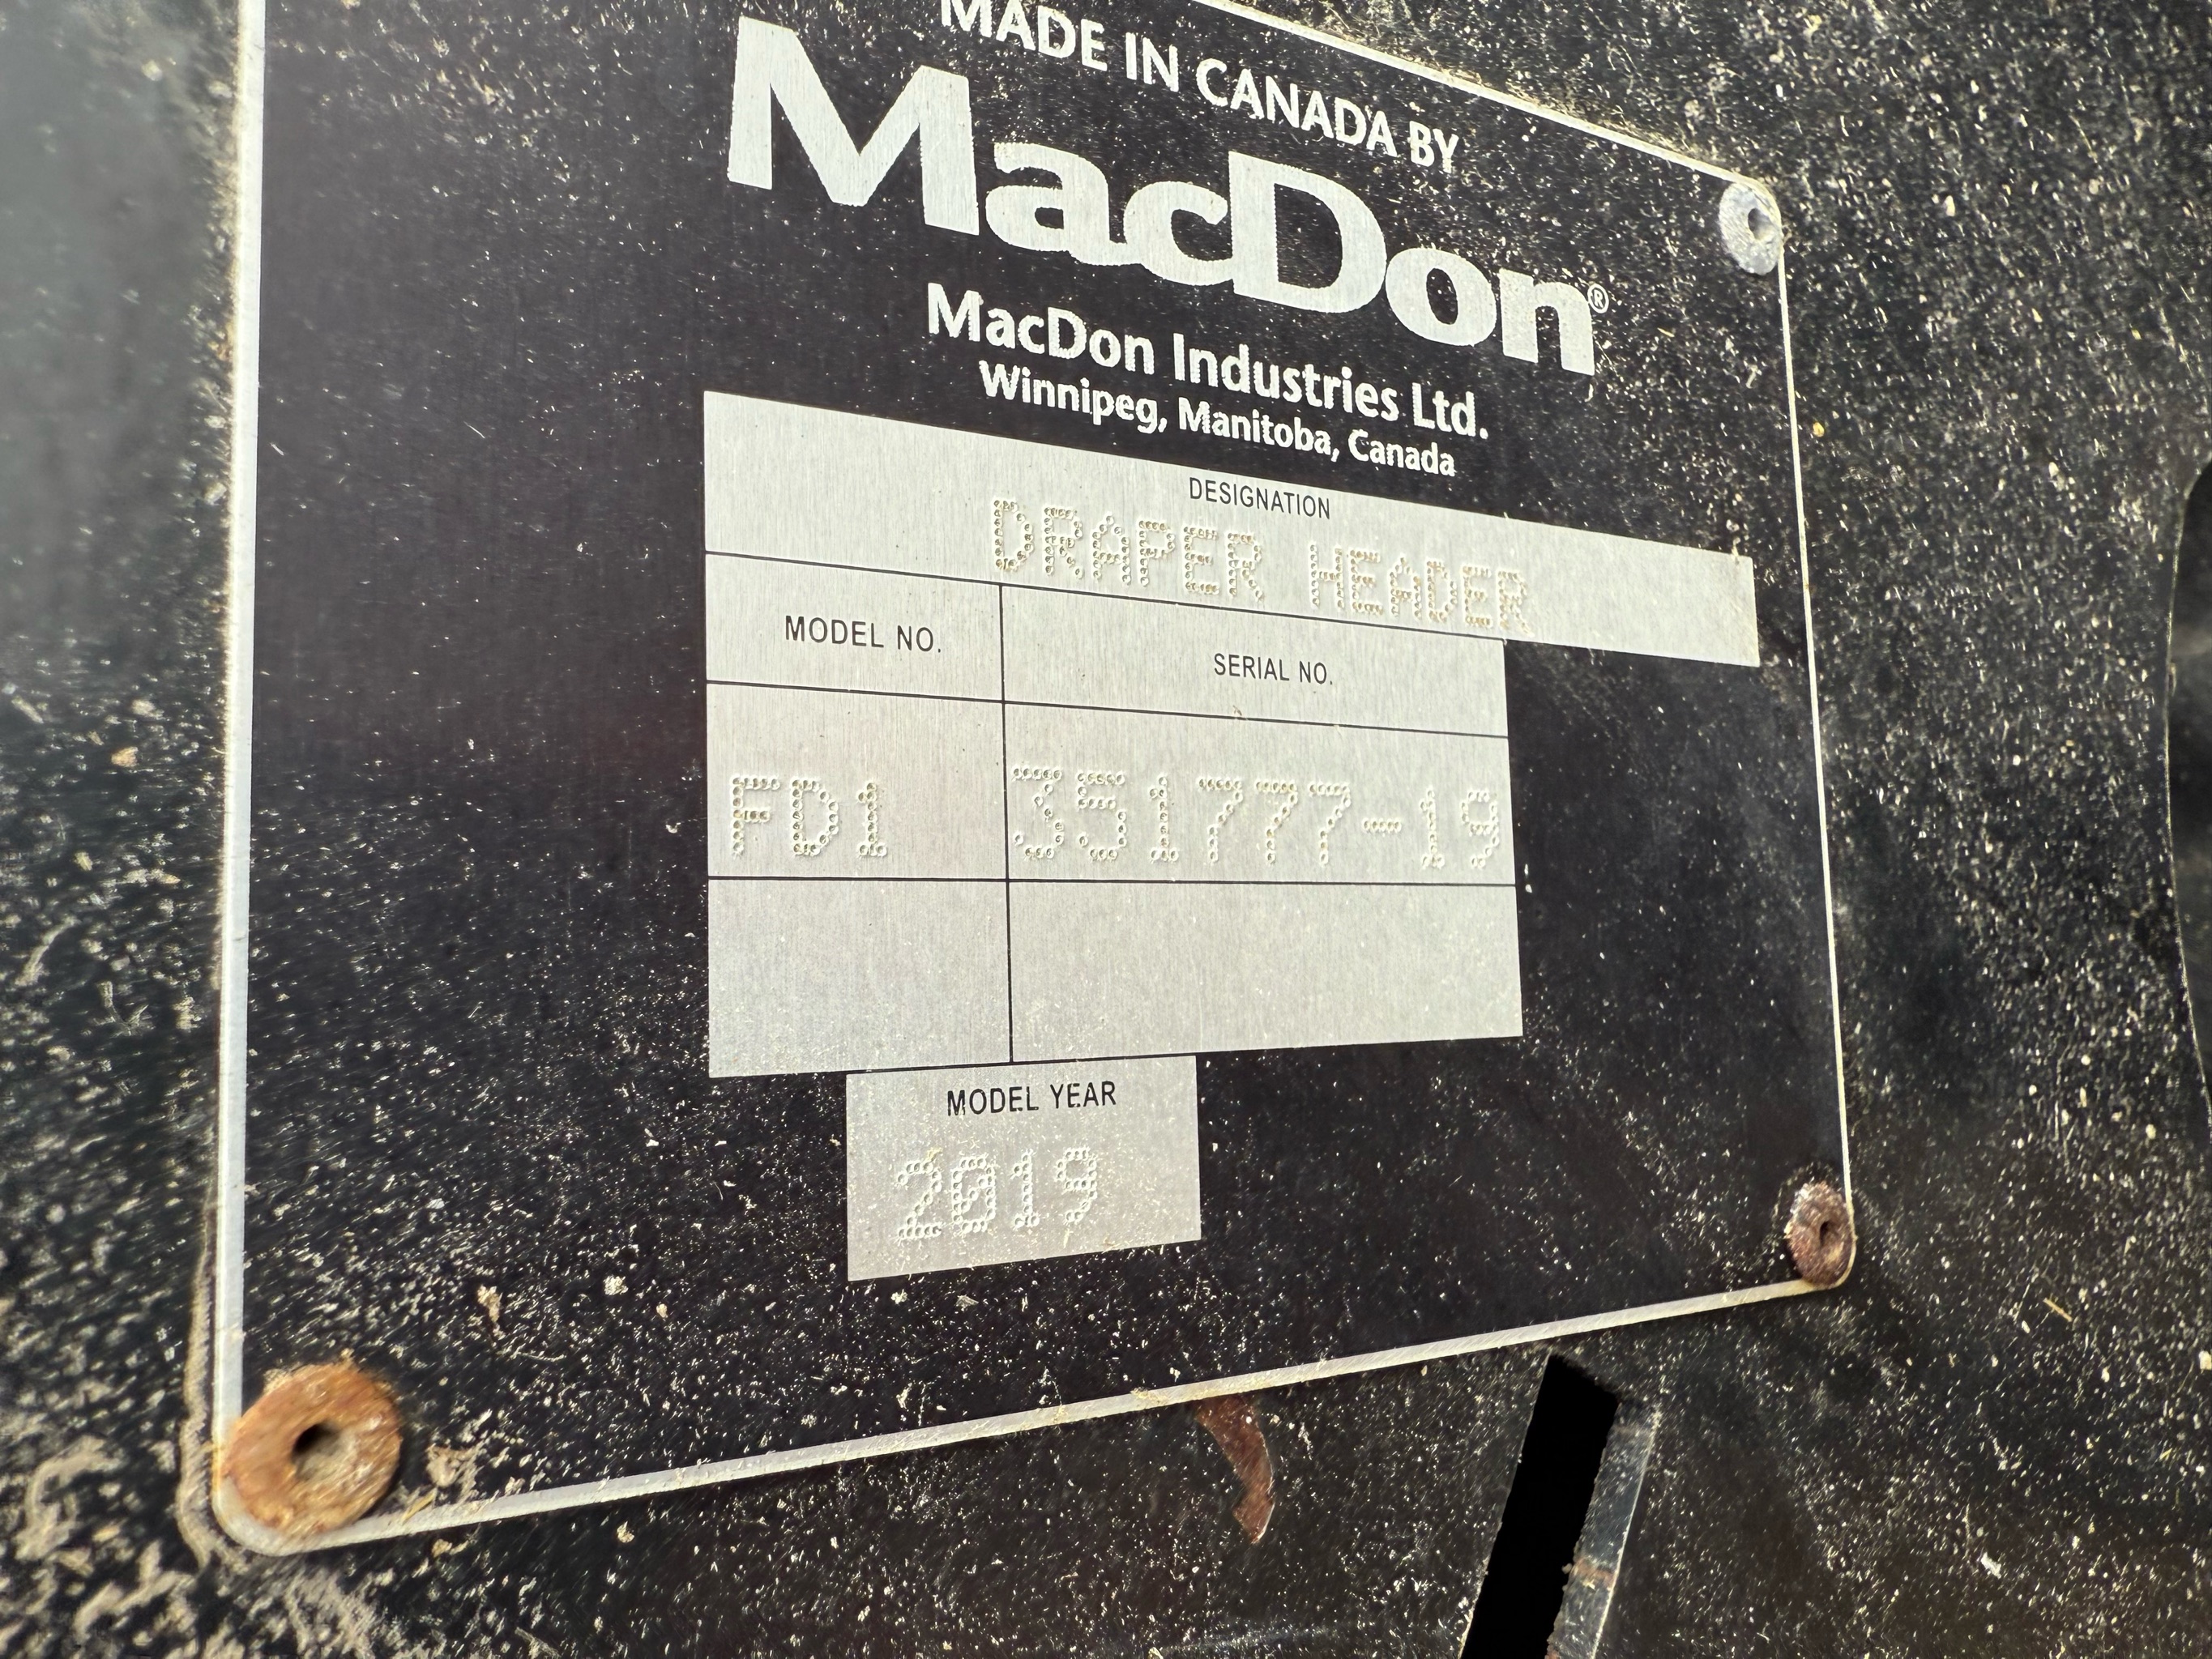 MADE IN CANADA BY
MacDon®
MacDon Industries Ltd.
Winnipeg, Manitoba, Canada
DESIGNATION
DRAPER HEADER
MODEL NO. SERIAL NO.
FD1 351777-19
MODEL YEAR
2019